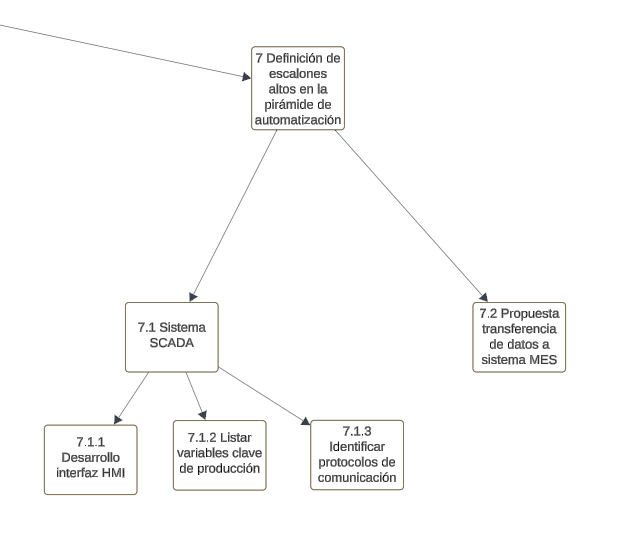 7 Definición de
escalones
altos en la
pirámide de
automatización
7.1 Sistema
SCADA
7.2 Propuesta
transferencia
de datos a
sistema MES
7.1.1
Desarrollo
interfaz HMI
7.1.2 Listar
variables clave
de producción
7.1.3
Identificar
protocolos de
comunicación